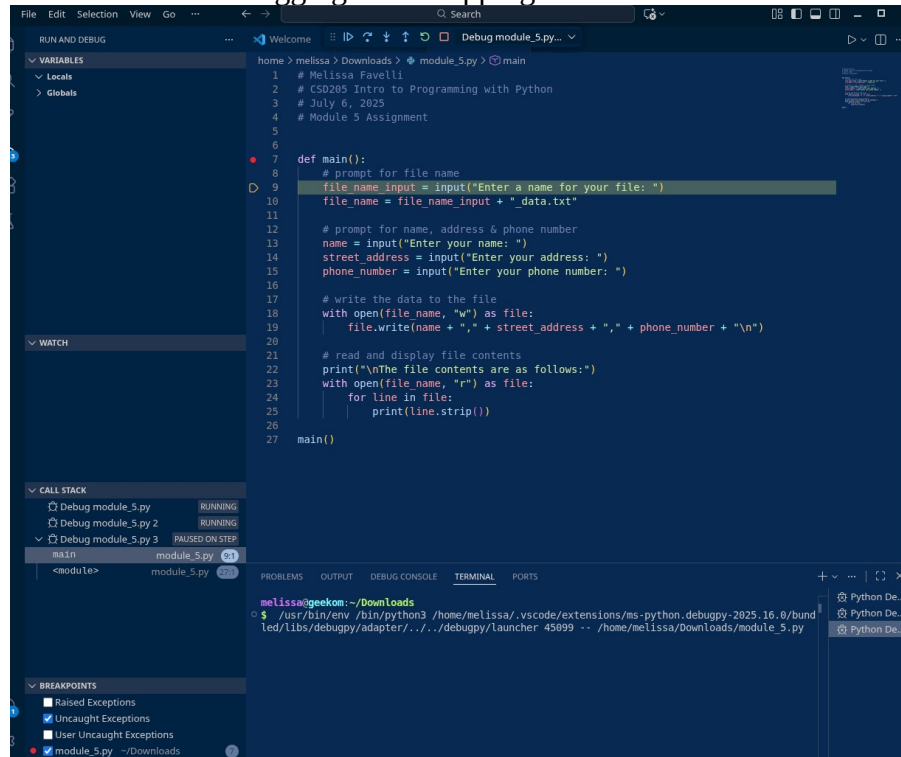 File Edit Selection View Go ··· Search
RUN AND DEBUG ···
VARIABLES
Locals
Globals
WATCH
CALL STACK
Debug module_5.py RUNNING
Debug module_5.py 2 RUNNING
Debug module_5.py 3 PAUSED ON STEP
main module_5.py 9:1
<module> module_5.py 27:1
BREAKPOINTS
Raised Exceptions
Uncaught Exceptions
User Uncaught Exceptions
module_5.py ~/Downloads 7
Welcome Debug module_5.py...
home > melissa > Downloads > module_5.py > main
1 # Melissa Favelli
2 # CSD205 Intro to Programming with Python
3 # July 6, 2025
4 # Module 5 Assignment
5
6
7 def main():
8     # prompt for file name
9     file_name_input = input("Enter a name for your file: ")
10     file_name = file_name_input + "_data.txt"
11
12     # prompt for name, address & phone number
13     name = input("Enter your name: ")
14     street_address = input("Enter your address: ")
15     phone_number = input("Enter your phone number: ")
16
17     # write the data to the file
18     with open(file_name, "w") as file:
19         file.write(name + "," + street_address + "," + phone_number + "\n")
20
21     # read and display file contents
22     print("\nThe file contents are as follows:")
23     with open(file_name, "r") as file:
24         for line in file:
25             print(line.strip())
26
27 main()
PROBLEMS OUTPUT DEBUG CONSOLE TERMINAL PORTS
melissa@geekom:~/Downloads
$ /usr/bin/env /bin/python3 /home/melissa/.vscode/extensions/ms-python.debugpy-2025.16.0/bund
led/libs/debugpy/adapter/../../debugpy/launcher 45099 -- /home/melissa/Downloads/module_5.py
Python De..
Python De..
Python De..